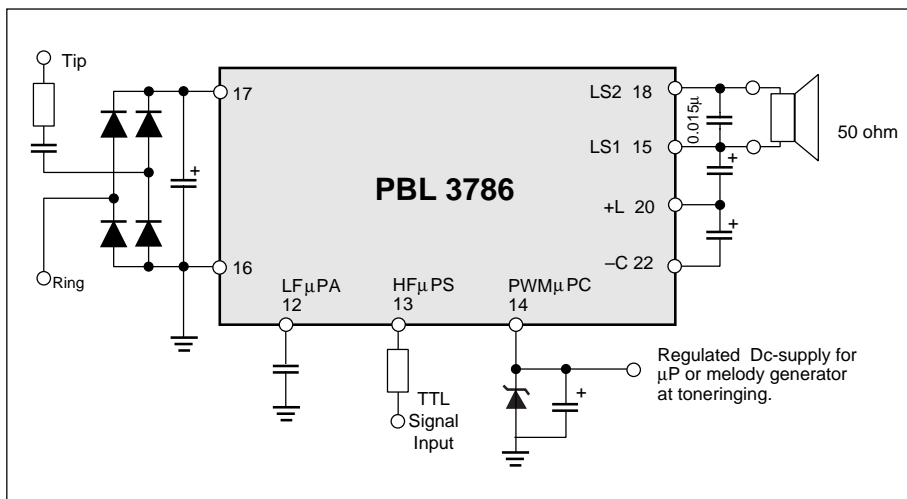 Tip
Ring
17
16
PBL 3786
LS2 18
LS1 15
+L 20
–C 22
0.015µ
+
+
+
50 ohm
LFµPA
12
HFµPS
13
PWMµPC
14
TTL
Signal
Input
+
Regulated Dc-supply for
µP or melody generator
at toneringing.